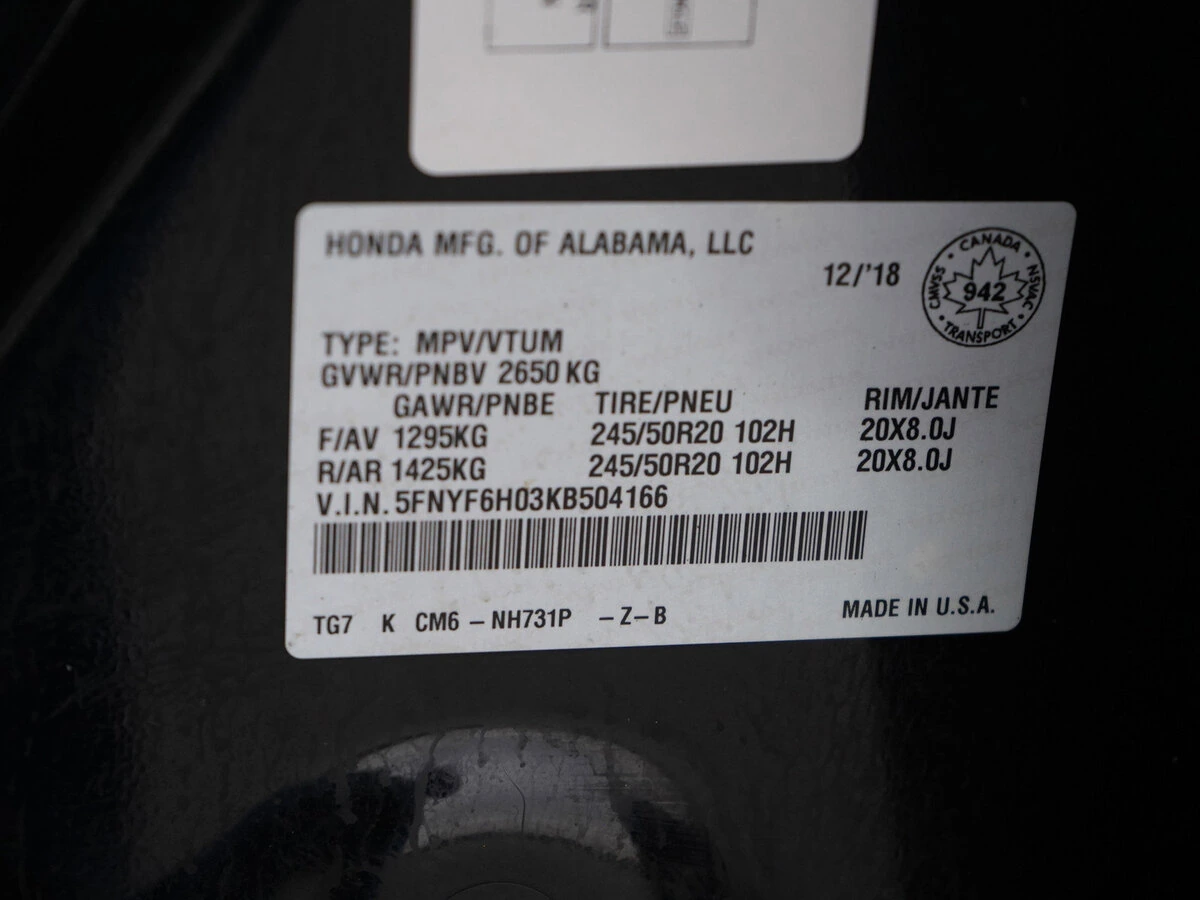 HONDA MFG. OF ALABAMA, LLC
12/'18
CANADA
CMVSS 942 NSVAC
TRANSPORT
TYPE: MPV/VTUM
GVWR/PNBV 2650 KG
GAWR/PNBE TIRE/PNEU RIM/JANTE
F/AV 1295KG 245/50R20 102H 20X8.0J
R/AR 1425KG 245/50R20 102H 20X8.0J
V.I.N. 5FNYF6H03KB504166
TG7 K CM6 – NH731P – Z– B MADE IN U.S.A.